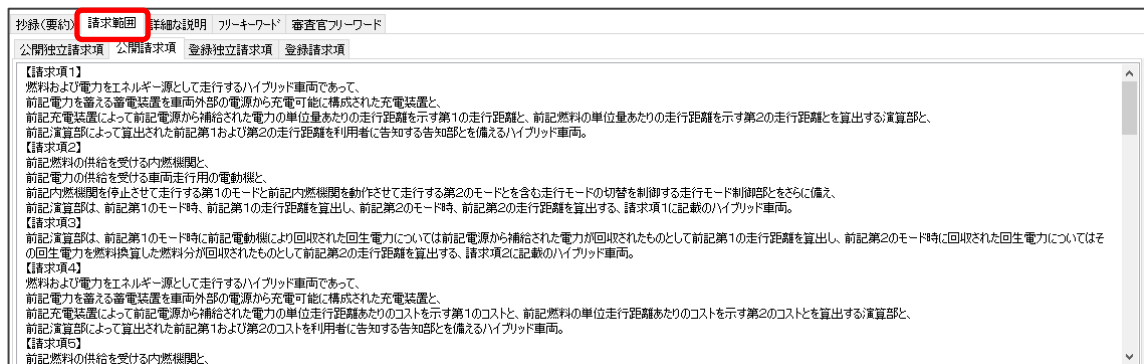 抄録(要約) 請求範囲 詳細な説明 フリーキーワード 審査官フリーワード
公開独立請求項 公開請求項 登録独立請求項 登録請求項
【請求項1】
燃料および電力をエネルギー源として走行するハイブリッド車両であって、
前記電力を蓄える蓄電装置を車両外部の電源から充電可能に構成された充電装置と、
前記充電装置によって前記電源から補給された電力の単位量あたりの走行距離を示す第1の走行距離と、前記燃料の単位量あたりの走行距離を示す第2の走行距離とを算出する演算部と、
前記演算部によって算出された前記第1および第2の走行距離を利用者に告知する告知部とを備えるハイブリッド車両。
【請求項2】
前記燃料の供給を受ける内燃機関と、
前記電力の供給を受ける車両走行用の電動機と、
前記内燃機関を停止させて走行する第1のモードと前記内燃機関を動作させて走行する第2のモードとを含む走行モードの切替を制御する走行モード制御部とをさらに備え、
前記演算部は、前記第1のモード時、前記第1の走行距離を算出し、前記第2のモード時、前記第2の走行距離を算出する、請求項1に記載のハイブリッド車両。
【請求項3】
前記演算部は、前記第1のモード時に前記電動機により回収された回生電力については前記電源から補給された電力が回収されたものとして前記第1の走行距離を算出し、前記第2のモード時に回収された回生電力についてはそ
の回生電力を燃料換算した燃料分が回収されたものとして前記第2の走行距離を算出する、請求項2に記載のハイブリッド車両。
【請求項4】
燃料および電力をエネルギー源として走行するハイブリッド車両であって、
前記電力を蓄える蓄電装置を車両外部の電源から充電可能に構成された充電装置と、
前記充電装置によって前記電源から補給された電力の単位走行距離あたりのコストを示す第1のコストと、前記燃料の単位走行距離あたりのコストを示す第2のコストとを算出する演算部と、
前記演算部によって算出された前記第1および第2のコストを利用者に告知する告知部とを備えるハイブリッド車両。
【請求項5】
前記燃料の供給を受ける内燃機関と、